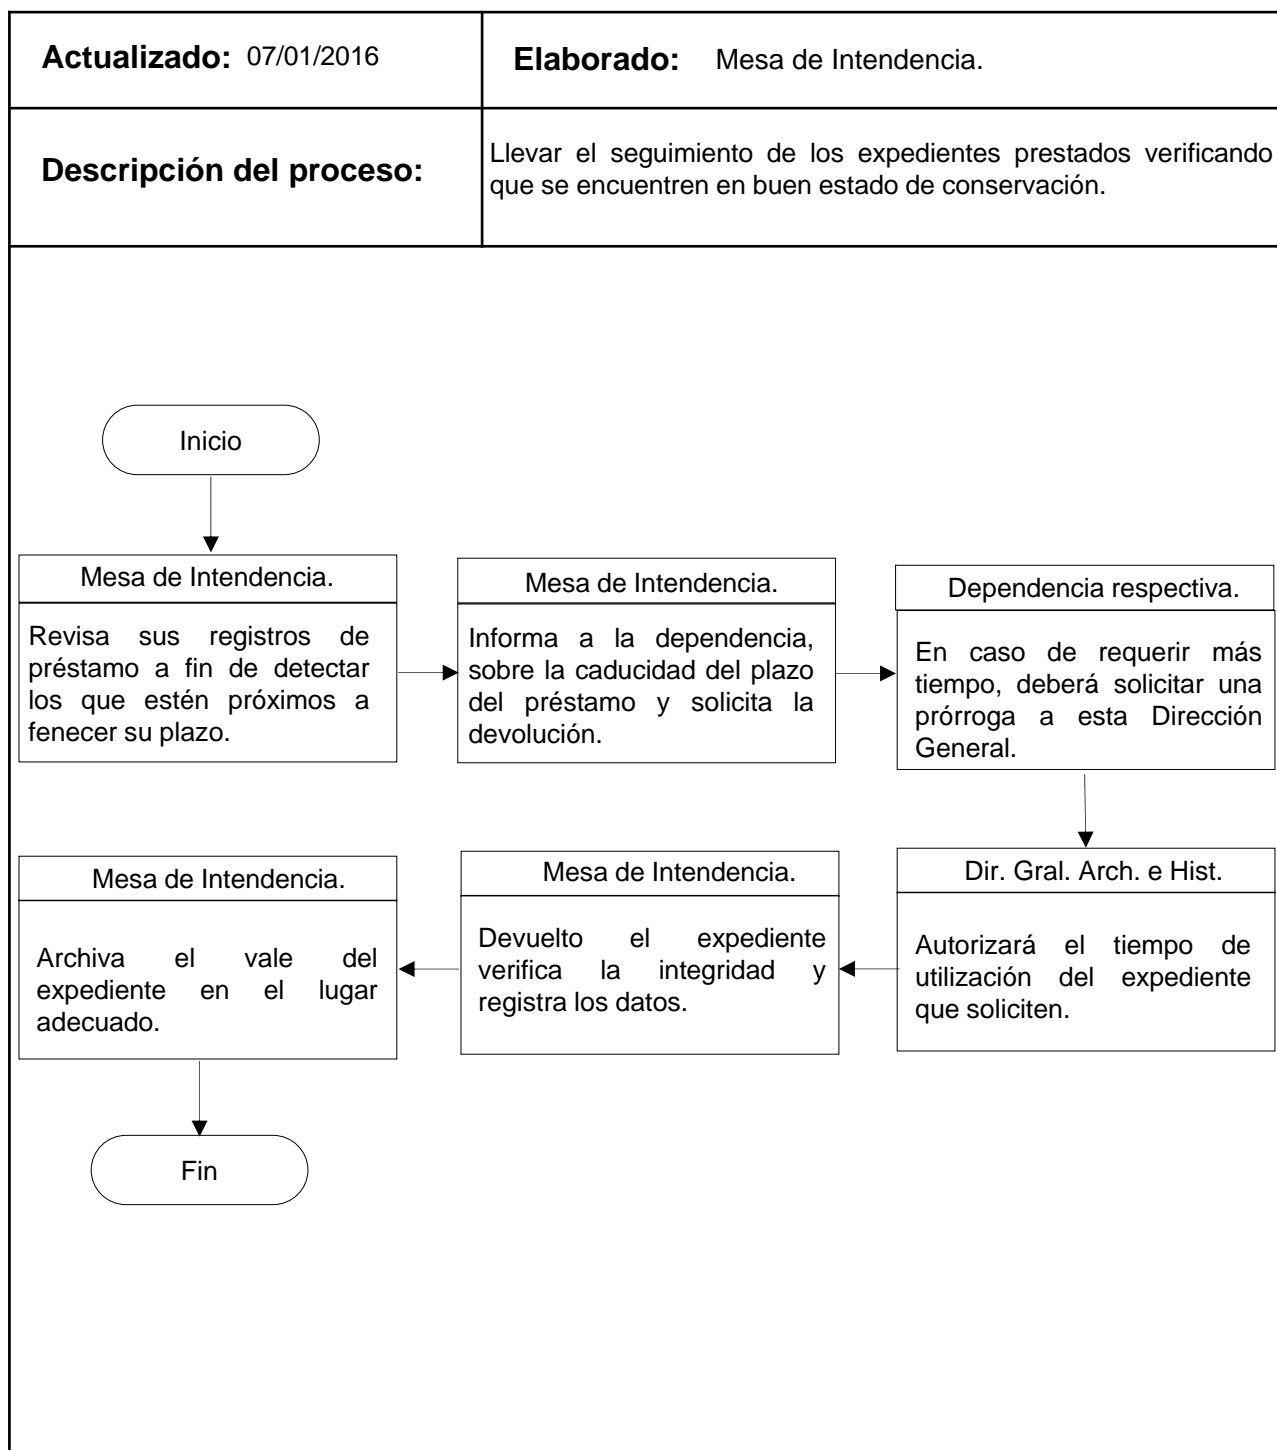 Actualizado: 07/01/2016
Elaborado: Mesa de Intendencia.
Descripción del proceso:
Llevar el seguimiento de los expedientes prestados verificando
que se encuentren en buen estado de conservación.
Inicio
Mesa de Intendencia.
Revisa sus registros de
préstamo a fin de detectar
los que estén próximos a
fenecer su plazo.
Mesa de Intendencia.
Informa a la dependencia,
sobre la caducidad del plazo
del préstamo y solicita la
devolución.
Dependencia respectiva.
En caso de requerir más
tiempo, deberá solicitar una
prórroga a esta Dirección
General.
Dir. Gral. Arch. e Hist.
Autorizará el tiempo de
utilización del expediente
que soliciten.
Mesa de Intendencia.
Devuelto el expediente
verifica la integridad y
registra los datos.
Mesa de Intendencia.
Archiva el vale del
expediente en el lugar
adecuado.
Fin